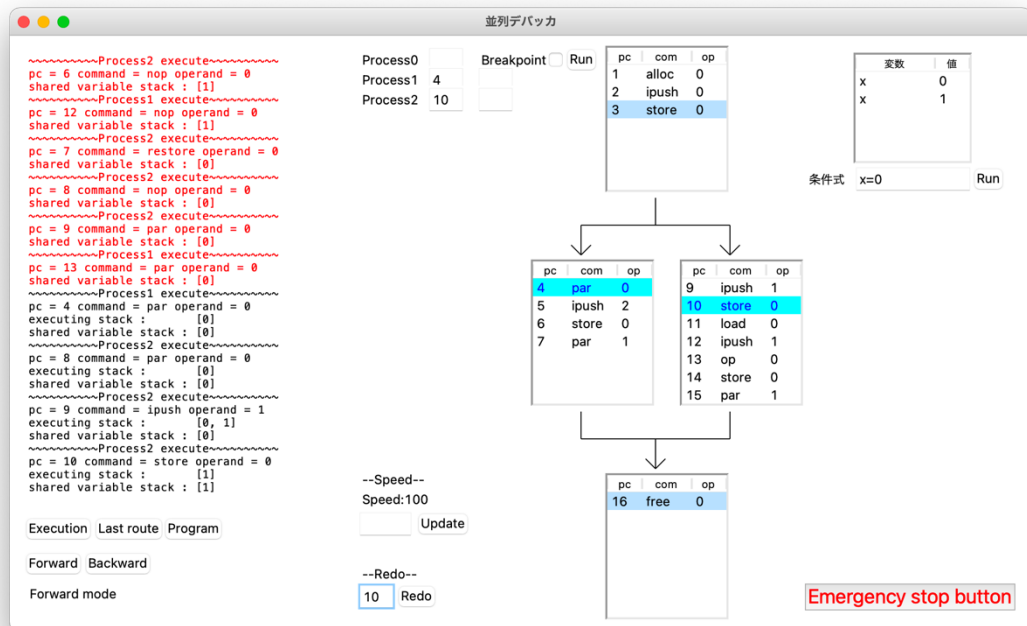 並列デバッカ
~~~~~~~~~~Process2 execute~~~~~~~~~~
pc = 6 command = nop operand = 0
shared variable stack : [1]
~~~~~~~~~~Process1 execute~~~~~~~~~~
pc = 12 command = nop operand = 0
shared variable stack : [1]
~~~~~~~~~~Process2 execute~~~~~~~~~~
pc = 7 command = restore operand = 0
shared variable stack : [0]
~~~~~~~~~~Process2 execute~~~~~~~~~~
pc = 8 command = nop operand = 0
shared variable stack : [0]
~~~~~~~~~~Process2 execute~~~~~~~~~~
pc = 9 command = par operand = 0
shared variable stack : [0]
~~~~~~~~~~Process1 execute~~~~~~~~~~
pc = 13 command = par operand = 0
shared variable stack : [0]
~~~~~~~~~~Process1 execute~~~~~~~~~~
pc = 4 command = par operand = 0
executing stack : [0]
shared variable stack : [0]
~~~~~~~~~~Process2 execute~~~~~~~~~~
pc = 8 command = par operand = 0
executing stack : [0]
shared variable stack : [0]
~~~~~~~~~~Process2 execute~~~~~~~~~~
pc = 9 command = ipush operand = 1
executing stack : [0, 1]
shared variable stack : [0]
~~~~~~~~~~Process2 execute~~~~~~~~~~
pc = 10 command = store operand = 0
executing stack : [1]
shared variable stack : [1]
Execution Last route Program
Forward Backward
Forward mode
Process0
Process1 4
Process2 10
Breakpoint Run
--Speed--
Speed:100
Update
--Redo--
10 Redo
pc com op
1 alloc 0
2 ipush 0
3 store 0
pc com op
4 par 0
5 ipush 2
6 store 0
7 par 1
pc com op
9 ipush 1
10 store 0
11 load 0
12 ipush 1
13 op 0
14 store 0
15 par 1
pc com op
16 free 0
変数 値
x 0
x 1
条件式 x=0 Run
Emergency stop button